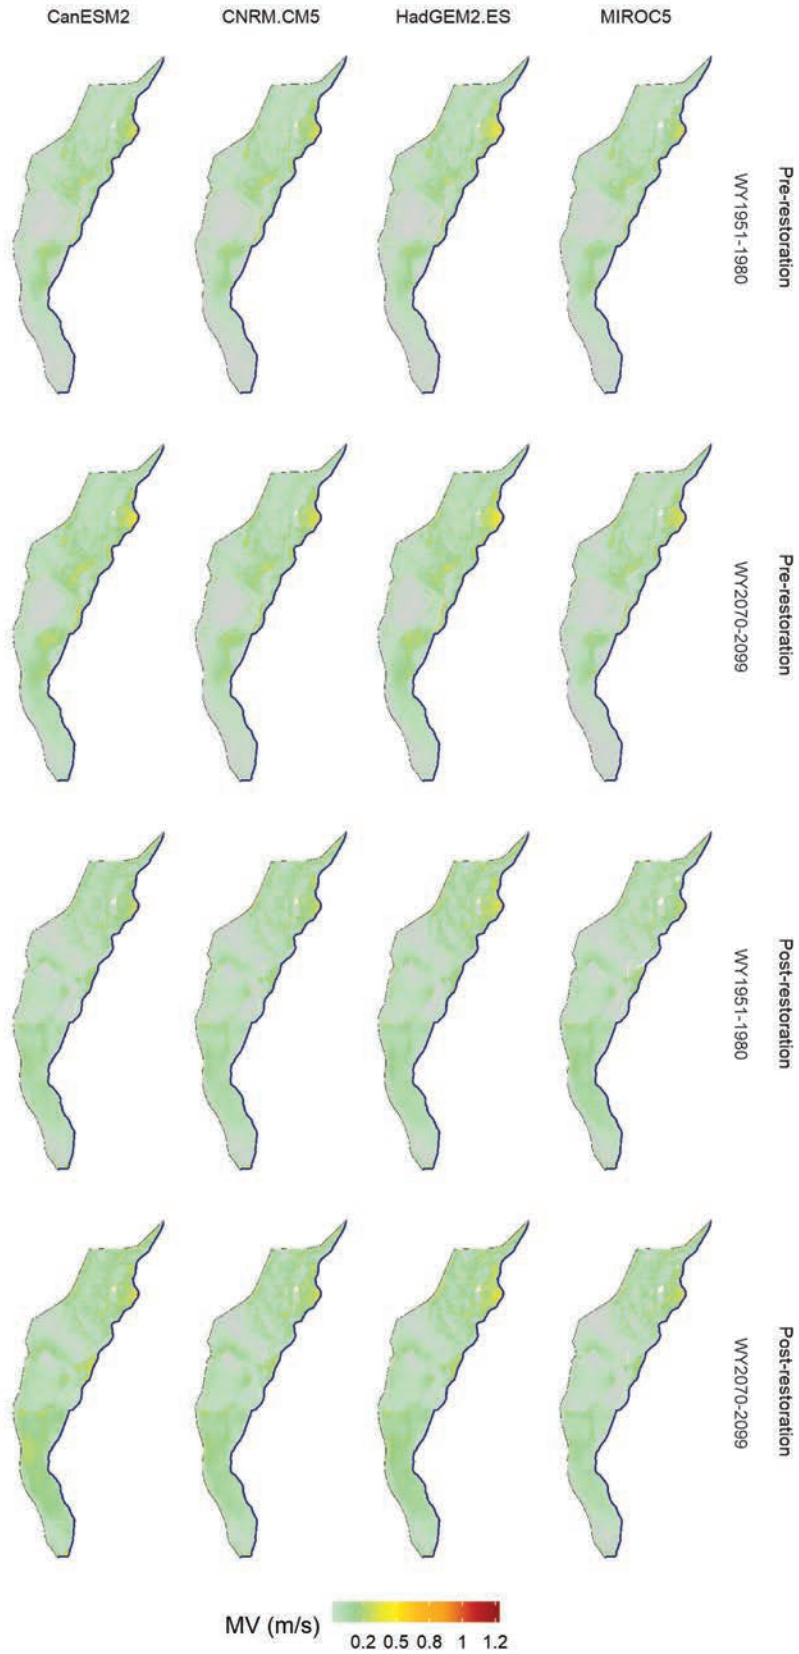 CanESM2 CNRM.CM5 HadGEM2.ES MIROC5
Pre-restoration
WY1951-1980
Pre-restoration
WY2070-2099
Post-restoration
WY1951-1980
Post-restoration
WY2070-2099
MV (m/s)
0.2 0.5 0.8 1 1.2